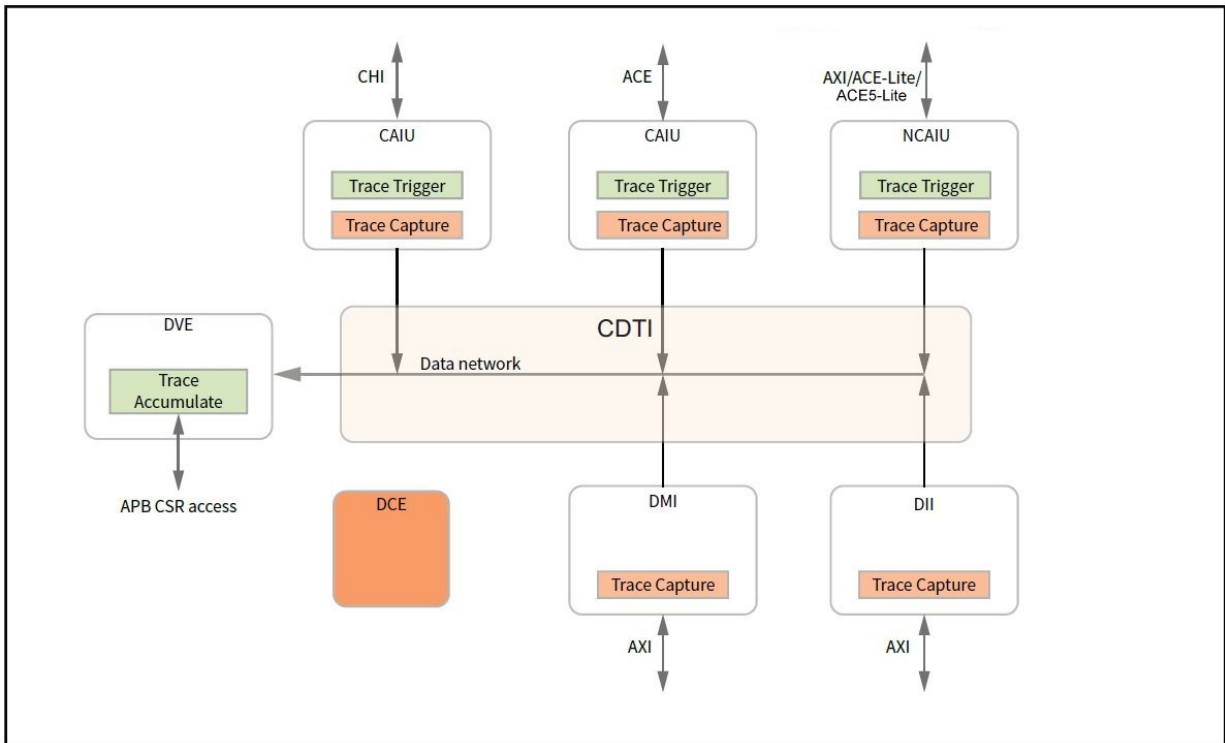 CHI
ACE
AXI/ACE-Lite/
ACE5-Lite
CAIU
Trace Trigger
Trace Capture
CAIU
Trace Trigger
Trace Capture
NCAIU
Trace Trigger
Trace Capture
DVE
Trace
Accumulate
APB CSR access
CDTI
Data network
DCE
DMI
Trace Capture
AXI
DII
Trace Capture
AXI